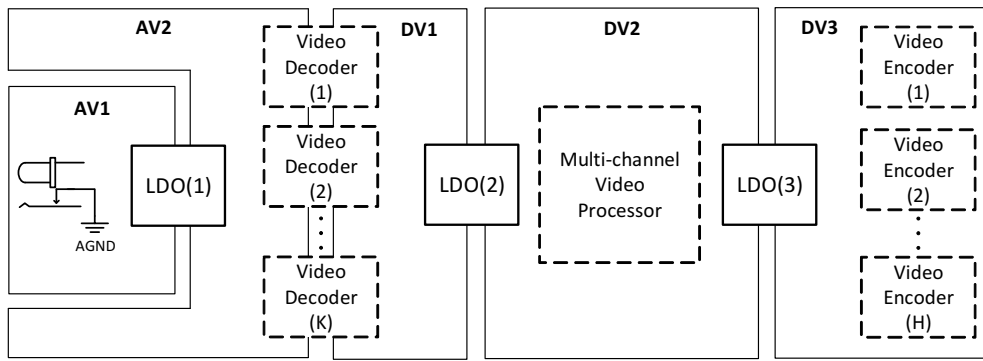 AV2
DV1
DV2
DV3
AV1
AGND
LDO(1)
Video
Decoder
(1)
Video
Decoder
(2)
Video
Decoder
(K)
LDO(2)
Multi-channel
Video
Processor
LDO(3)
Video
Encoder
(1)
Video
Encoder
(2)
Video
Encoder
(H)